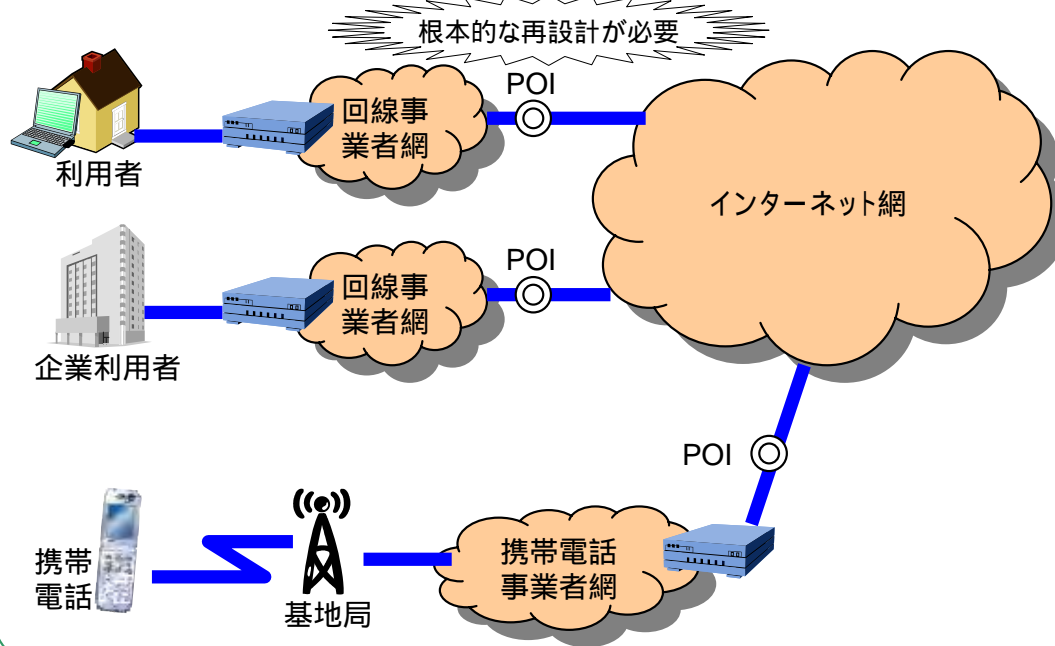 根本的な再設計が必要
POI
回線事
業者網
利用者
インターネット網
POI
回線事
業者網
企業利用者
POI
携帯
電話
基地局
携帯電話
事業者網